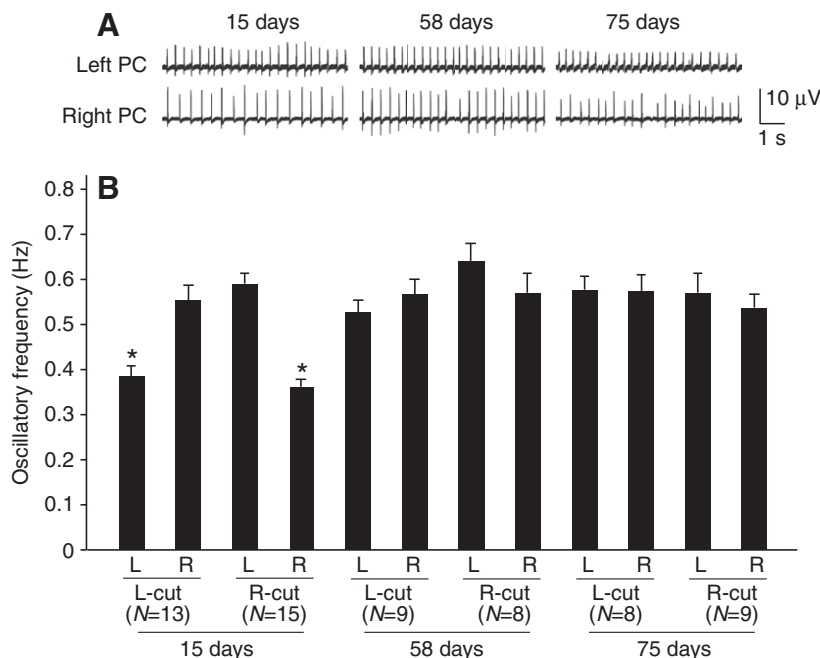 A
15 days 58 days 75 days
Left PC
Right PC
10 μV
1 s
B
Oscillatory frequency (Hz)
0.8
0.7
0.6
0.5
0.4
0.3
0.2
0.1
0
* *
L R L R L R L R L R L R
L-cut R-cut L-cut R-cut L-cut R-cut
(N=13) (N=15) (N=9) (N=8) (N=8) (N=9)
15 days 58 days 75 days